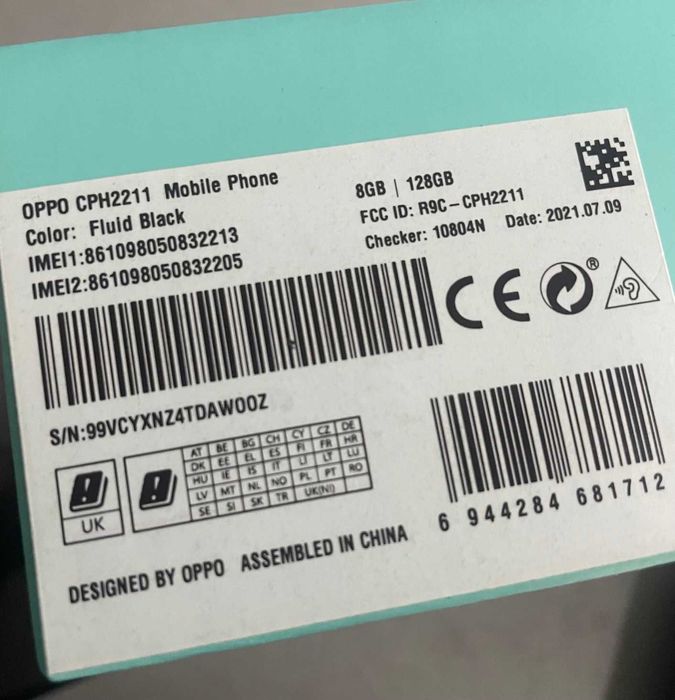 OPPO CPH2211 Mobile Phone
Color: Fluid Black
IMEI1:861098050832213
IMEI2:861098050832205
8GB | 128GB
FCC ID: R9C-CPH2211
Checker: 10804N Date: 2021.07.09
CE
®
S/N:99VCYXNZ4TDAWOOZ
UK
AT BE BG CH CY CZ DE
DK EE EL ES FI FR HR
HU IE IS IT LI LT LU
LV MT NL NO PL PT RO
SE SI SK TR UK(NI)
6 944284 681712
DESIGNED BY OPPO ASSEMBLED IN CHINA